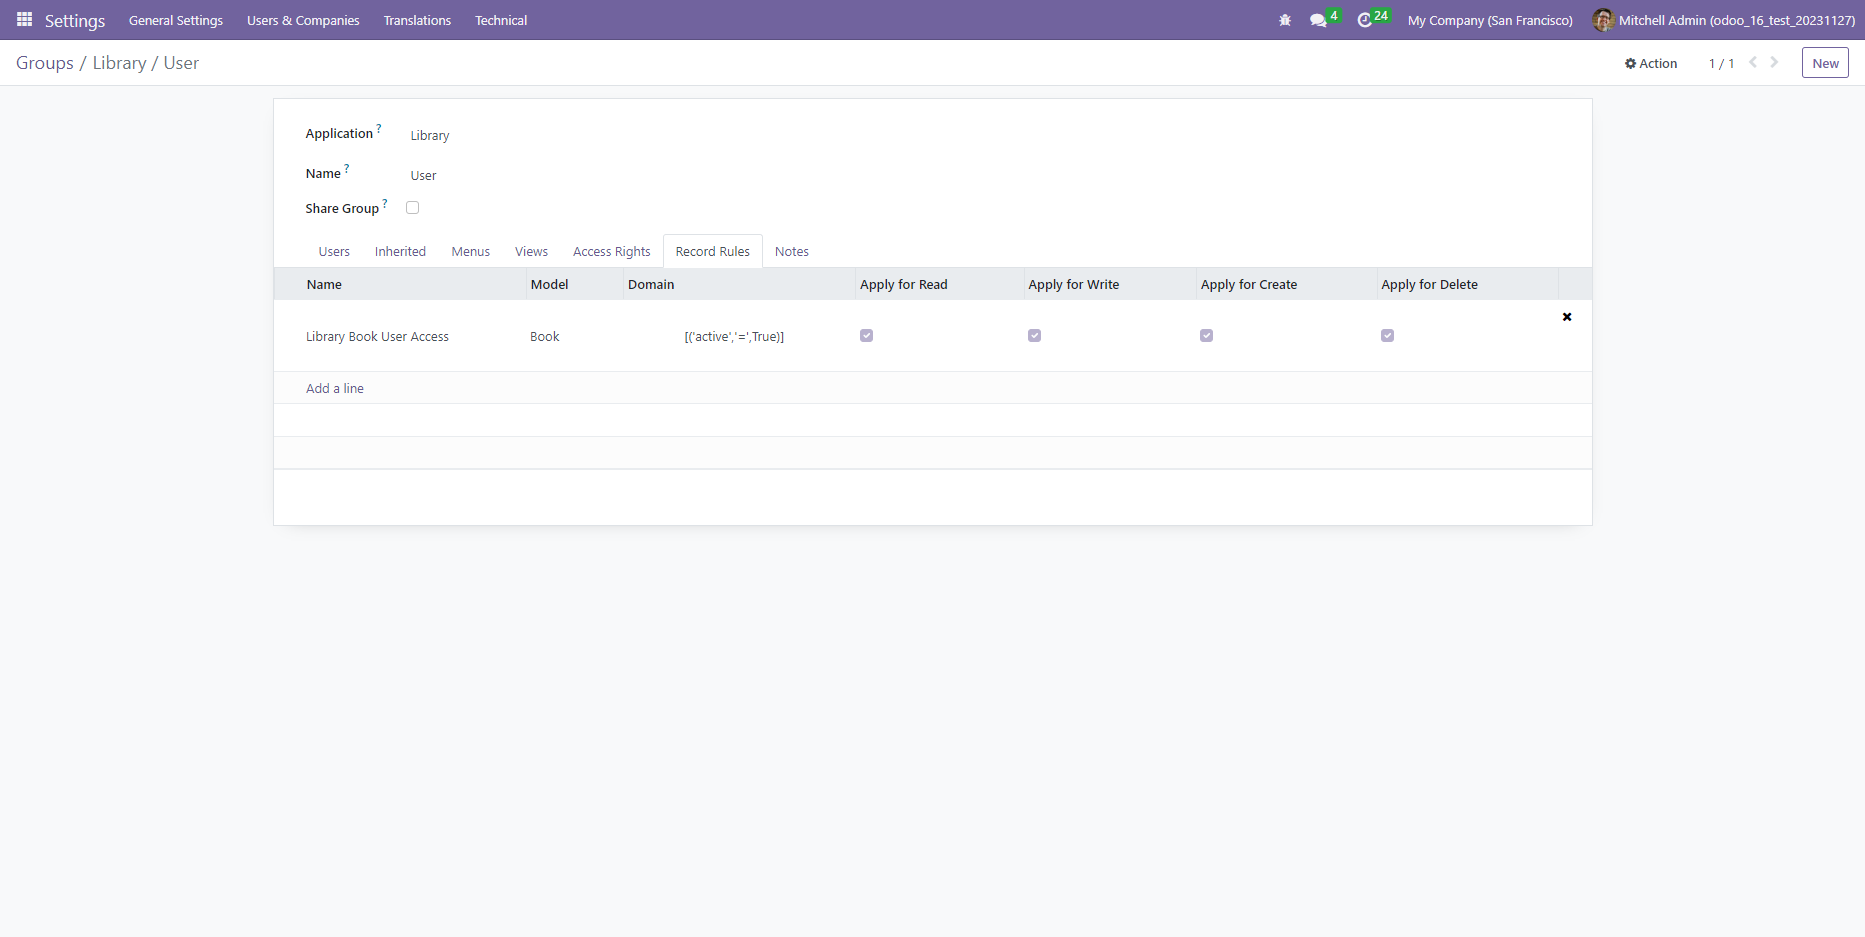 Settings General Settings Users & Companies Translations Technical 4 24 My Company (San Francisco) Mitchell Admin (odoo_16_test_20231127)
Groups / Library / User Action 1 / 1 New
Application ? Library
Name ? User
Share Group ?
Users Inherited Menus Views Access Rights Record Rules Notes
Name Model Domain Apply for Read Apply for Write Apply for Create Apply for Delete
Library Book User Access Book [('active','=',True)]
Add a line